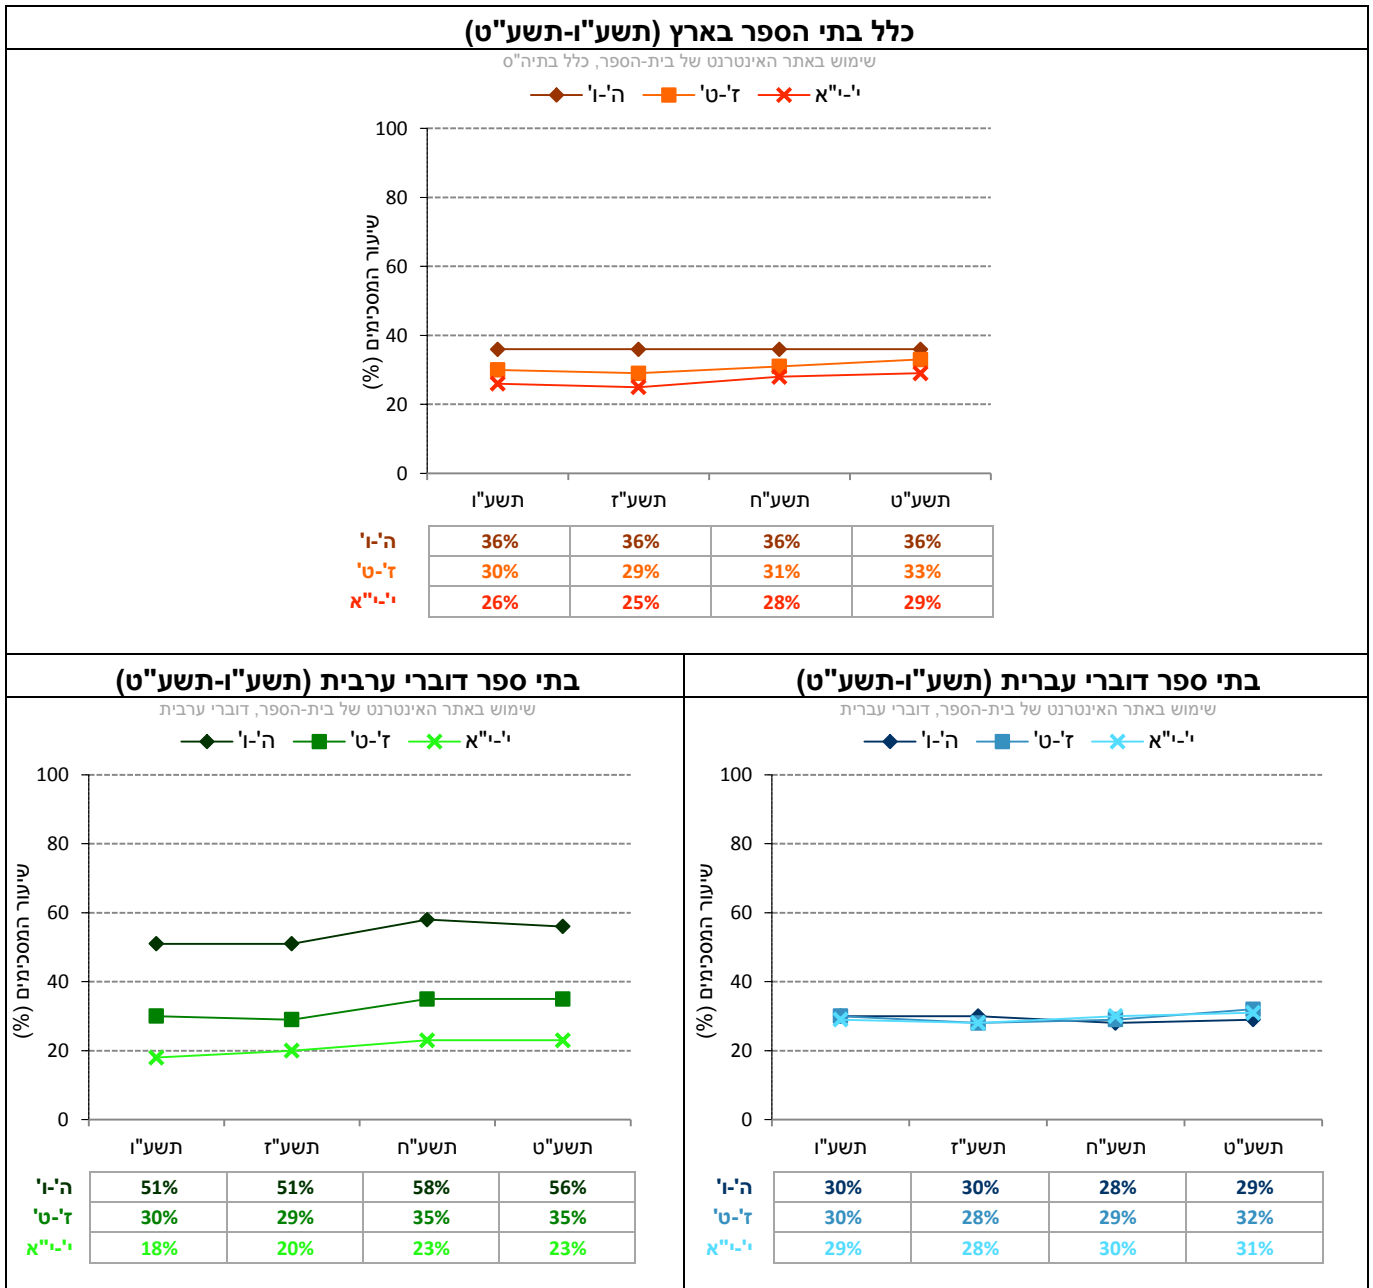 כלל בתי הספר בארץ (תשע"ו-תשע"ט)
שימוש באתר האינטרנט של בית-הספר, כלל בתיה"ס
ה'-ו' ז'-ט' י'-י"א
שיעור המסכימים (%)
100
80
60
40
20
0
תשע"ו תשע"ז תשע"ח תשע"ט
ה'-ו' 36% 36% 36% 36%
ז'-ט' 30% 29% 31% 33%
י'-י"א 26% 25% 28% 29%
בתי ספר דוברי עברית (תשע"ו-תשע"ט)
שימוש באתר האינטרנט של בית-הספר, דוברי עברית
ה'-ו' ז'-ט' י'-י"א
שיעור המסכימים (%)
100
80
60
40
20
0
תשע"ו תשע"ז תשע"ח תשע"ט
ה'-ו' 30% 30% 28% 29%
ז'-ט' 30% 28% 29% 32%
י'-י"א 29% 28% 30% 31%
בתי ספר דוברי ערבית (תשע"ו-תשע"ט)
שימוש באתר האינטרנט של בית-הספר, דוברי ערבית
ה'-ו' ז'-ט' י'-י"א
שיעור המסכימים (%)
100
80
60
40
20
0
תשע"ו תשע"ז תשע"ח תשע"ט
ה'-ו' 51% 51% 58% 56%
ז'-ט' 30% 29% 35% 35%
י'-י"א 18% 20% 23% 23%